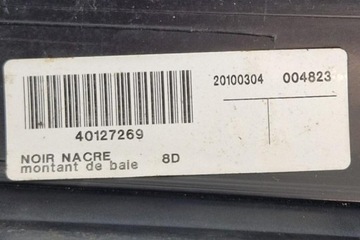 20100304 004823
40127269
NOIR NACRE 8D
montant de baie